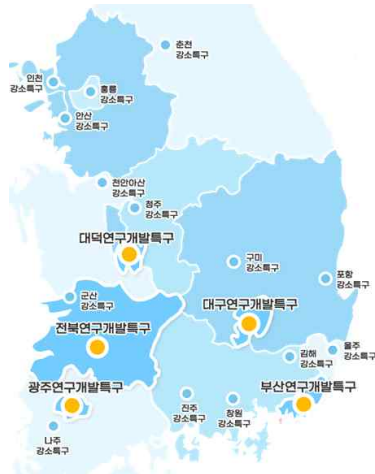 춘천
강소특구
인천
강소특구
홍릉
강소특구
안산
강소특구
천안아산
강소특구
청주
강소특구
대덕연구개발특구
구미
강소특구
포항
강소특구
군산
강소특구
대구연구개발특구
전북연구개발특구
울주
강소특구
김해
강소특구
광주연구개발특구
부산연구개발특구
진주
강소특구
창원
강소특구
나주
강소특구